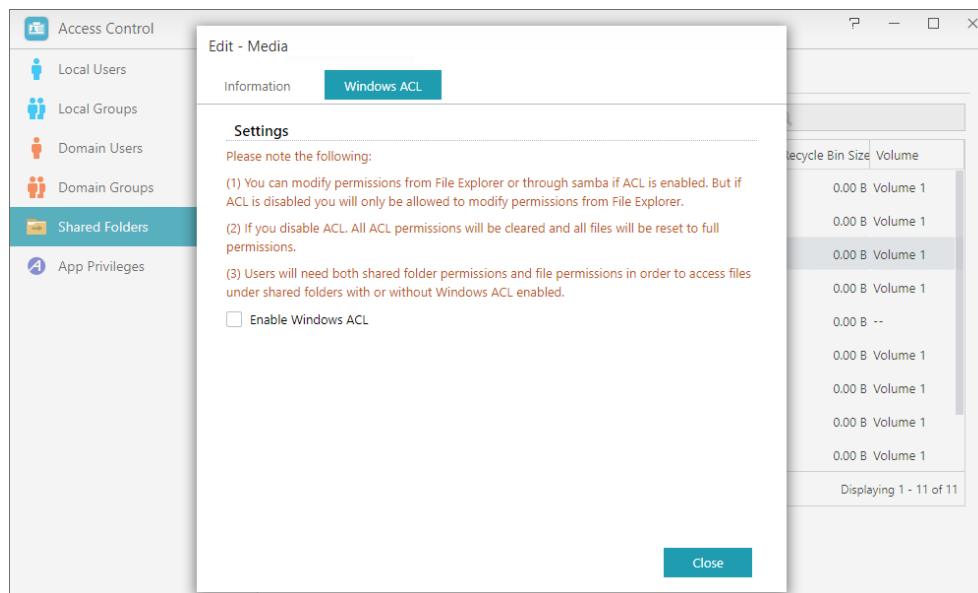 Access Control
Local Users
Local Groups
Domain Users
Domain Groups
Shared Folders
App Privileges
Edit - Media
Information
Windows ACL
Settings
Please note the following:
(1) You can modify permissions from File Explorer or through samba if ACL is enabled. But if
ACL is disabled you will only be allowed to modify permissions from File Explorer.
(2) If you disable ACL. All ACL permissions will be cleared and all files will be reset to full
permissions.
(3) Users will need both shared folder permissions and file permissions in order to access files
under shared folders with or without Windows ACL enabled.
Enable Windows ACL
Close
Recycle Bin Size Volume
0.00 B Volume 1
0.00 B Volume 1
0.00 B Volume 1
0.00 B Volume 1
0.00 B --
0.00 B Volume 1
0.00 B Volume 1
0.00 B Volume 1
0.00 B Volume 1
Displaying 1 - 11 of 11